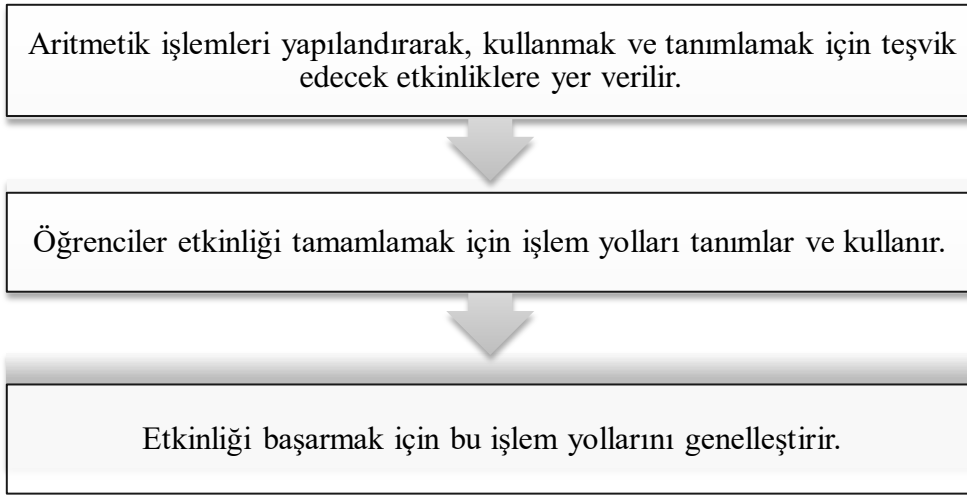 Aritmetik işlemleri yapılandırarak, kullanmak ve tanımlamak için teşvik
edecek etkinliklere yer verilir.
Öğrenciler etkinliği tamamlamak için işlem yolları tanımlar ve kullanır.
Etkinliği başarmak için bu işlem yollarını genelleştirir.